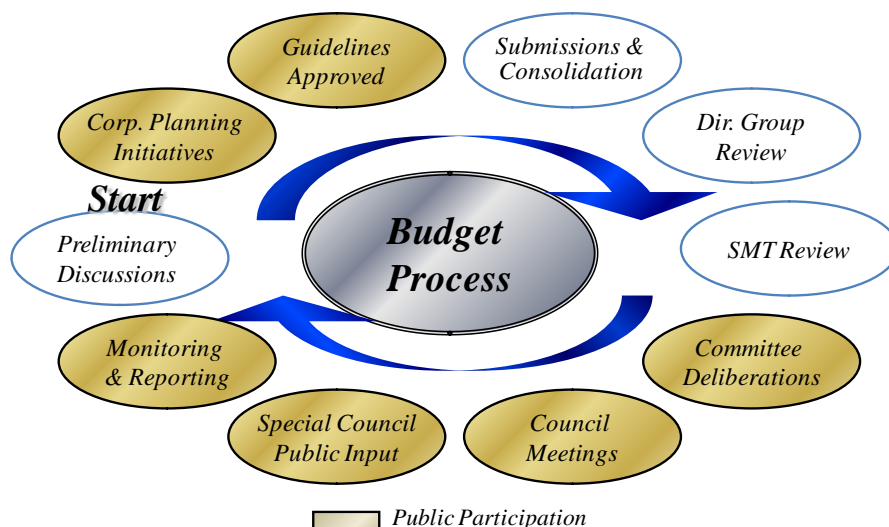 Guidelines
Approved
Submissions &
Consolidation
Corp. Planning
Initiatives
Dir. Group
Review
Start
Preliminary
Discussions
Budget
Process
SMT Review
Monitoring
& Reporting
Committee
Deliberations
Special Council
Public Input
Council
Meetings
Public Participation